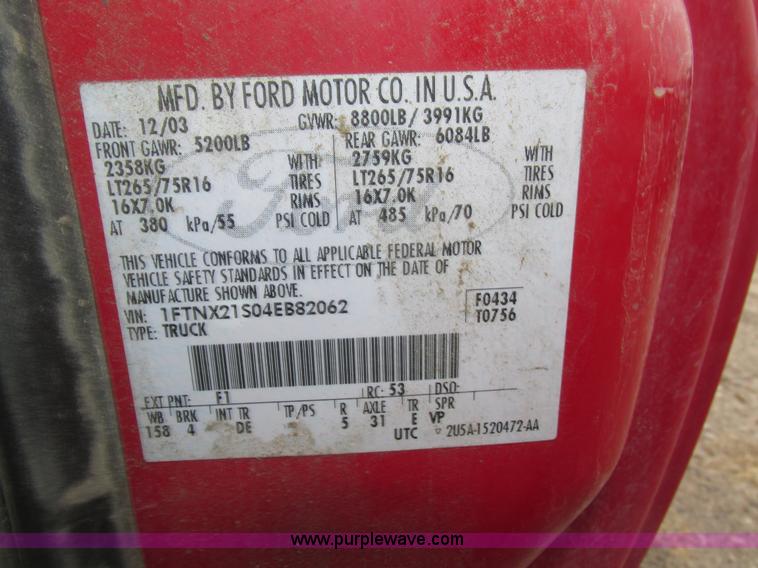 MFD. BY FORD MOTOR CO. IN U.S.A.
DATE: 12/03 GVWR: 8800LB/ 3991KG
FRONT GAWR: 5200LB REAR GAWR: 6084LB
2358KG WITH 2759KG WITH
LT265/75R16 TIRES LT265/75R16 TIRES
16X7.0K RIMS 16X7.0K RIMS
AT 380 kPa/55 PSI COLD AT 485 kPa/70 PSI COLD
Ford
THIS VEHICLE CONFORMS TO ALL APPLICABLE FEDERAL MOTOR
VEHICLE SAFETY STANDARDS IN EFFECT ON THE DATE OF
MANUFACTURE SHOWN ABOVE.
VIN: 1FTNX21S04EB82062 F0434
TYPE: TRUCK T0756
EXT PNT: F1 RC: 53 DSO:
WB BRK INT TR TP/PS R AXLE TR SPR
158 4 DE 5 31 E VP
UTC ▽ 2U5A-1520472-AA
www.purplewave.com